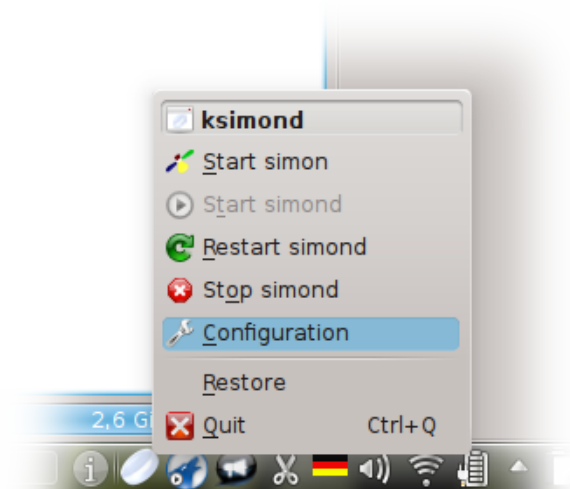 ksimond
Start simon
Start simond
Restart simond
Stop simond
Configuration
Restore
Quit Ctrl+Q
2,6 Gi